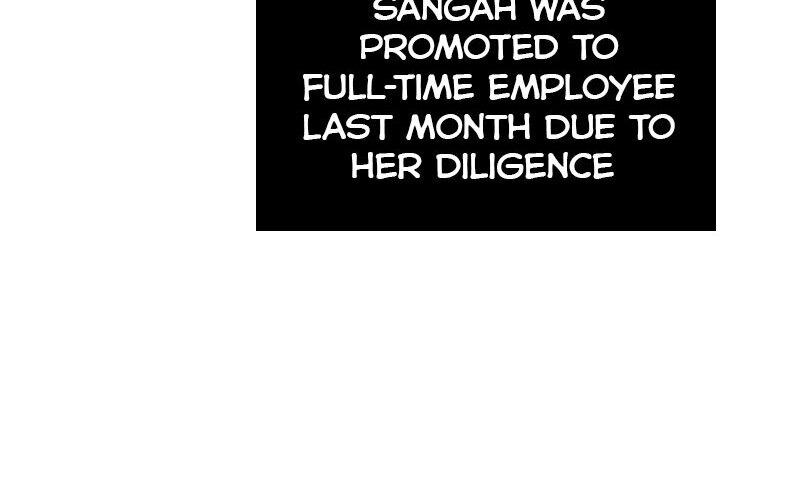 SANGAH WAS
PROMOTED TO
FULL-TIME EMPLOYEE
LAST MONTH DUE TO
HER DILIGENCE